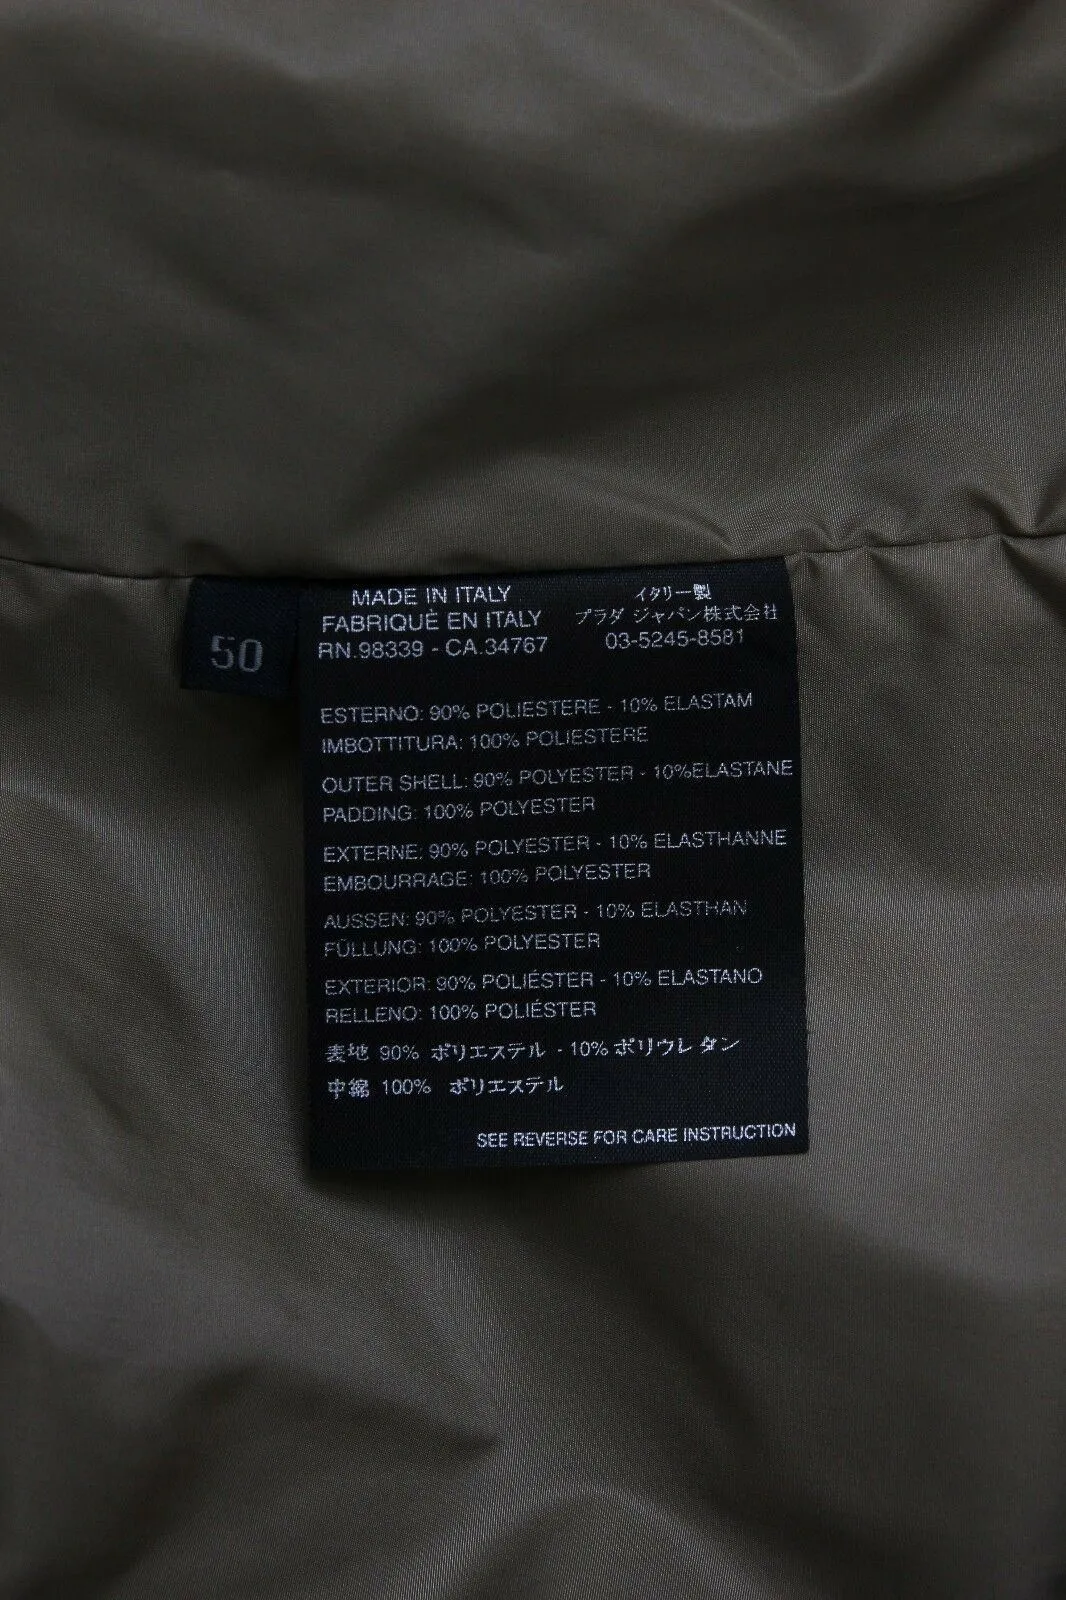 50
MADE IN ITALY
FABRIQUÈ EN ITALY
RN.98339 - CA.34767
イタリー製
プラダ ジャパン株式会社
03-5245-8581
ESTERNO: 90% POLIESTERE - 10% ELASTAM
IMBOTTITURA: 100% POLIESTERE
OUTER SHELL: 90% POLYESTER - 10%ELASTANE
PADDING: 100% POLYESTER
EXTERNE: 90% POLYESTER - 10% ELASTHANNE
EMBOURRAGE: 100% POLYESTER
AUSSEN: 90% POLYESTER - 10% ELASTHAN
FÜLLUNG: 100% POLYESTER
EXTERIOR: 90% POLIÉSTER - 10% ELASTANO
RELLENO: 100% POLIÉSTER
表地 90% ポリエステル - 10% ポリウレタン
中綿 100% ポリエステル
SEE REVERSE FOR CARE INSTRUCTION